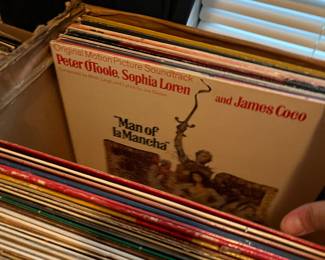 Original Motion Picture Soundtrack
Peter O'Toole, Sophia Loren
and James Coco
"Man of
la Mancha"